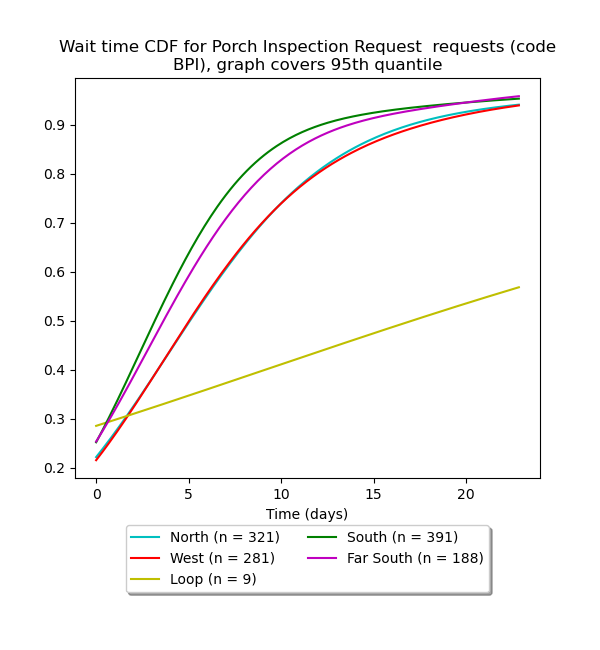 Wait time CDF for Porch Inspection Request  requests (code
BPI), graph covers 95th quantile
0.9
0.8
0.7
0.6
0.5
0.4
0.3
0.2
0 5 10 15 20
Time (days)
North (n = 321) South (n = 391)
West (n = 281) Far South (n = 188)
Loop (n = 9)